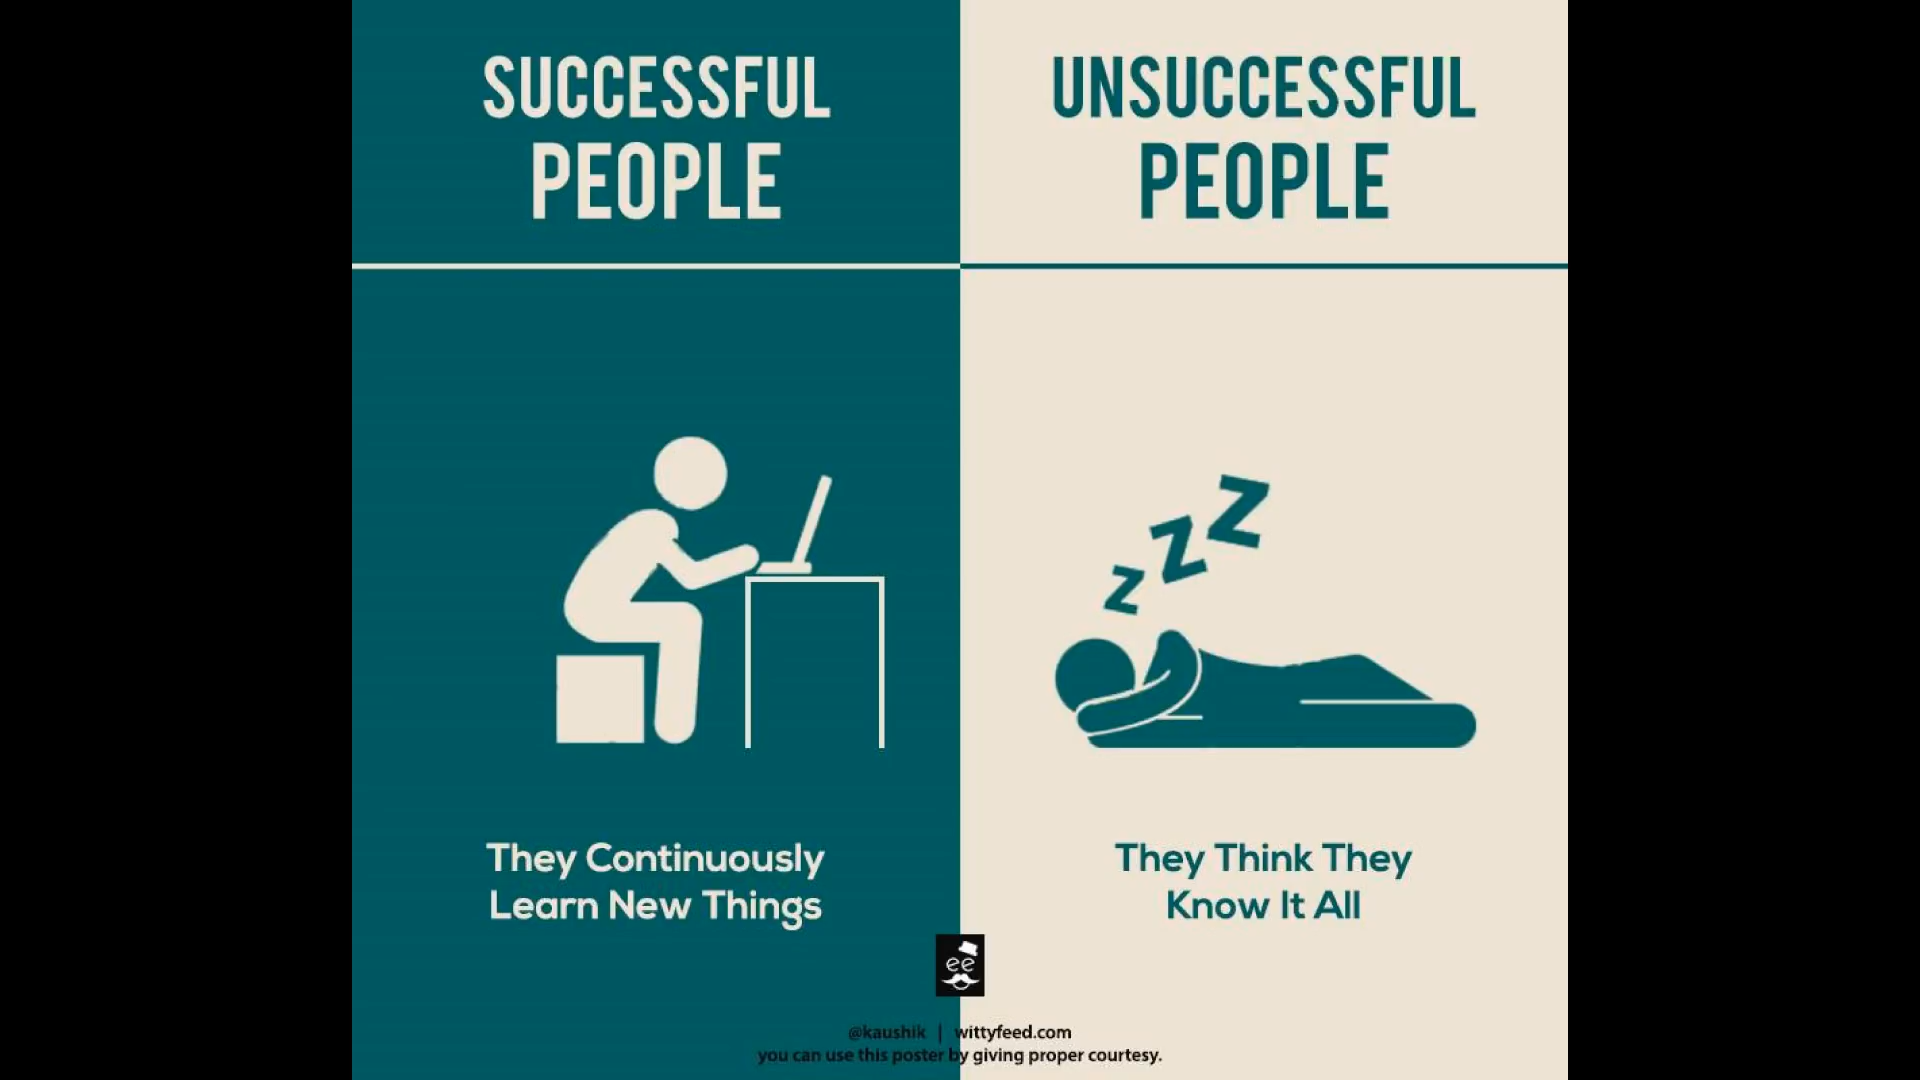 SUCCESSFUL
PEOPLE
They Continuously
Learn New Things
UNSUCCESSFUL
PEOPLE
z z z
They Think They
Know It All
ee
@kaushik | wittyfeed.com
you can use this poster by giving proper courtesy.